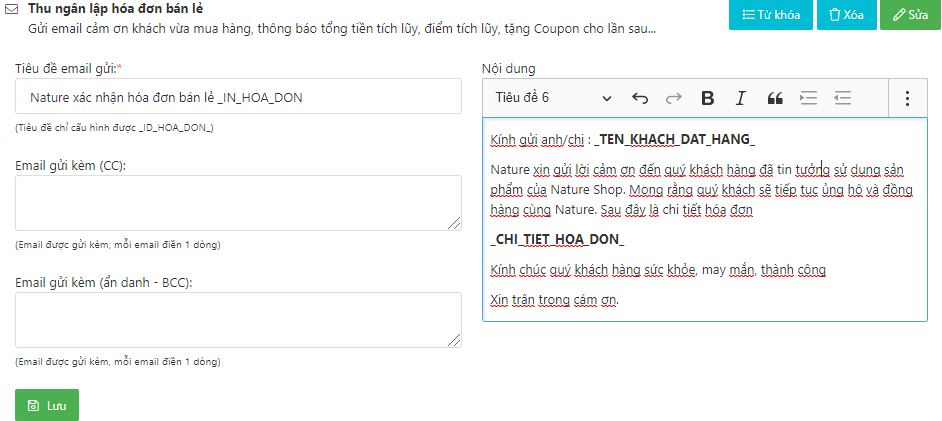 Thu ngân lập hóa đơn bán lẻ
Gửi email cảm ơn khách vừa mua hàng, thông báo tổng tiền tích lũy, điểm tích lũy, tặng Coupon cho lần sau...
Từ khóa
Xóa
Sửa
Tiêu đề email gửi:*
Nature xác nhận hóa đơn bán lẻ _IN_HOA_DON
(Tiêu đề chỉ cấu hình được _ID_HOA_DON_)
Email gửi kèm (CC):
(Email được gửi kèm, mỗi email điền 1 dòng)
Email gửi kèm (ẩn danh - BCC):
(Email được gửi kèm, mỗi email điền 1 dòng)
Lưu
Nội dung
Tiêu đề 6
B I
Kính gửi anh/chị : _TEN_KHACH_DAT_HANG_
Nature xin gửi lời cảm ơn đến quý khách hàng đã tin tưởng sử dụng sản
phẩm của Nature Shop. Mong rằng quý khách sẽ tiếp tục ủng hộ và đồng
hàng cùng Nature. Sau đây là chi tiết hóa đơn
_CHI_TIET_HOA_DON_
Kính chúc quý khách hàng sức khỏe, may mắn, thành công
Xin trân trọng cám ơn.